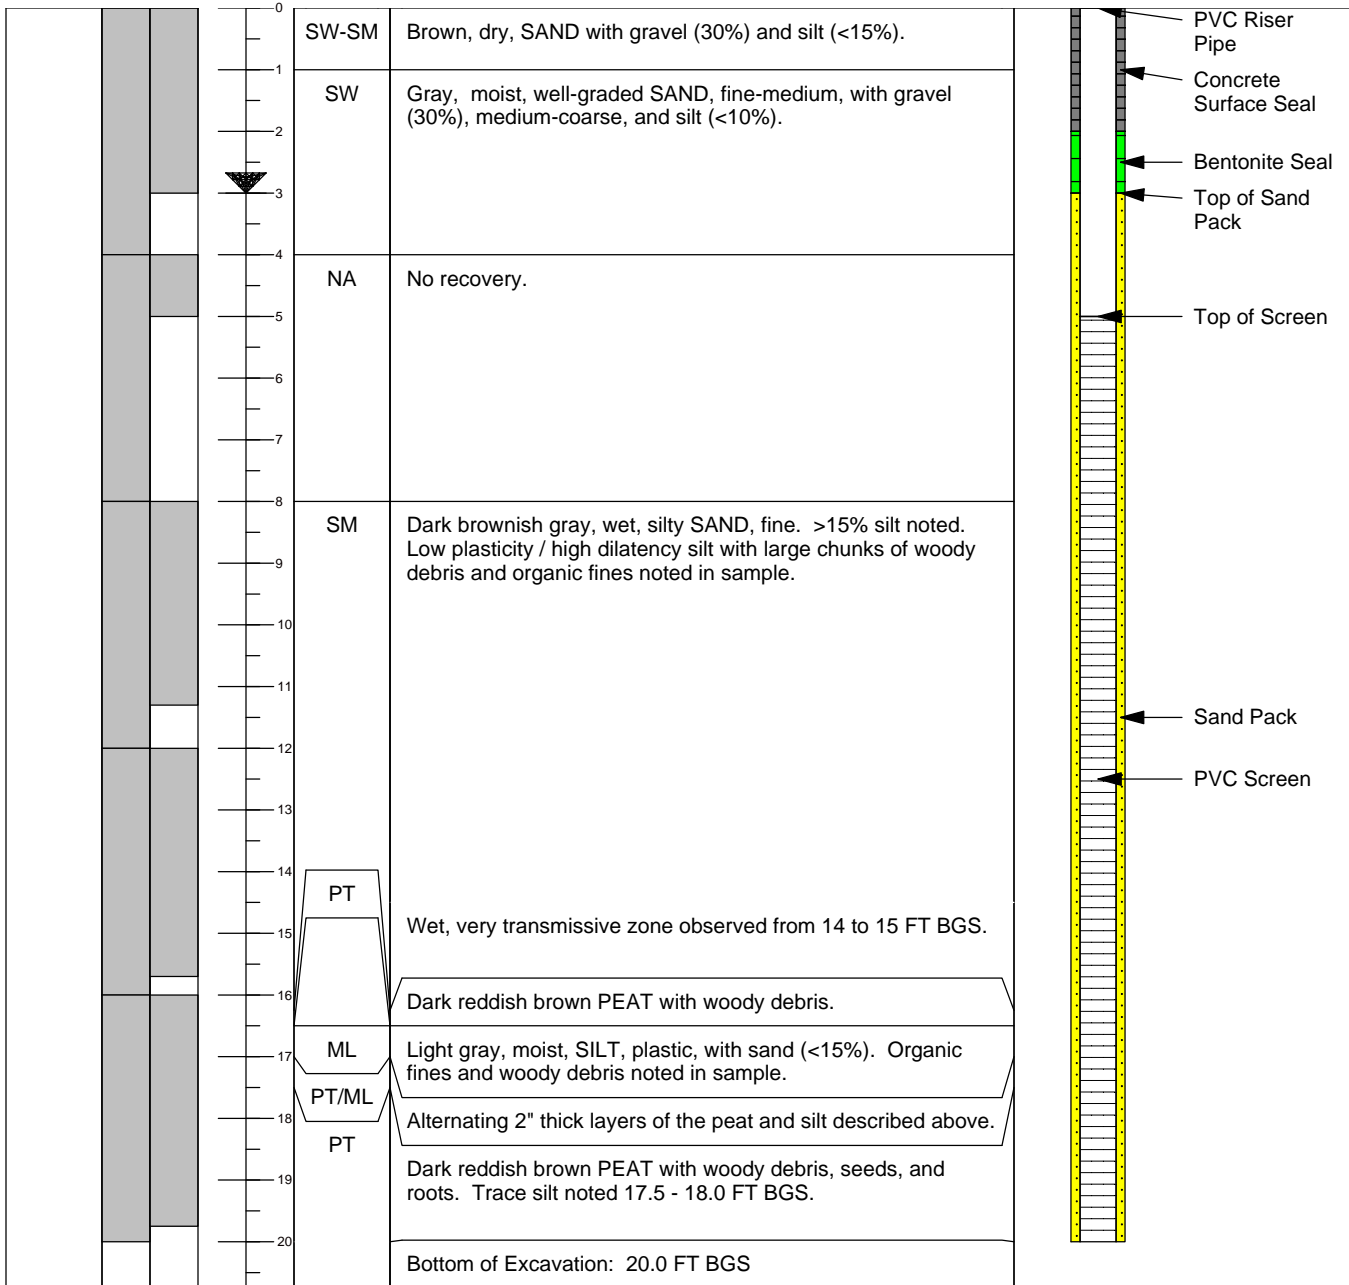 0
SW-SM
Brown, dry, SAND with gravel (30%) and silt (<15%).
PVC Riser
Pipe
1
SW
Gray, moist, well-graded SAND, fine-medium, with gravel
(30%), medium-coarse, and silt (<10%).
Concrete
Surface Seal
2
Bentonite Seal
3
Top of Sand
Pack
4
NA
No recovery.
5
Top of Screen
6
7
8
SM
Dark brownish gray, wet, silty SAND, fine. >15% silt noted.
Low plasticity / high dilatency silt with large chunks of woody
debris and organic fines noted in sample.
9
10
11
Sand Pack
12
PVC Screen
13
14
PT
15
Wet, very transmissive zone observed from 14 to 15 FT BGS.
16
Dark reddish brown PEAT with woody debris.
17
ML
Light gray, moist, SILT, plastic, with sand (<15%). Organic
fines and woody debris noted in sample.
PT/ML
18
Alternating 2" thick layers of the peat and silt described above.
PT
Dark reddish brown PEAT with woody debris, seeds, and
roots. Trace silt noted 17.5 - 18.0 FT BGS.
19
20
Bottom of Excavation: 20.0 FT BGS